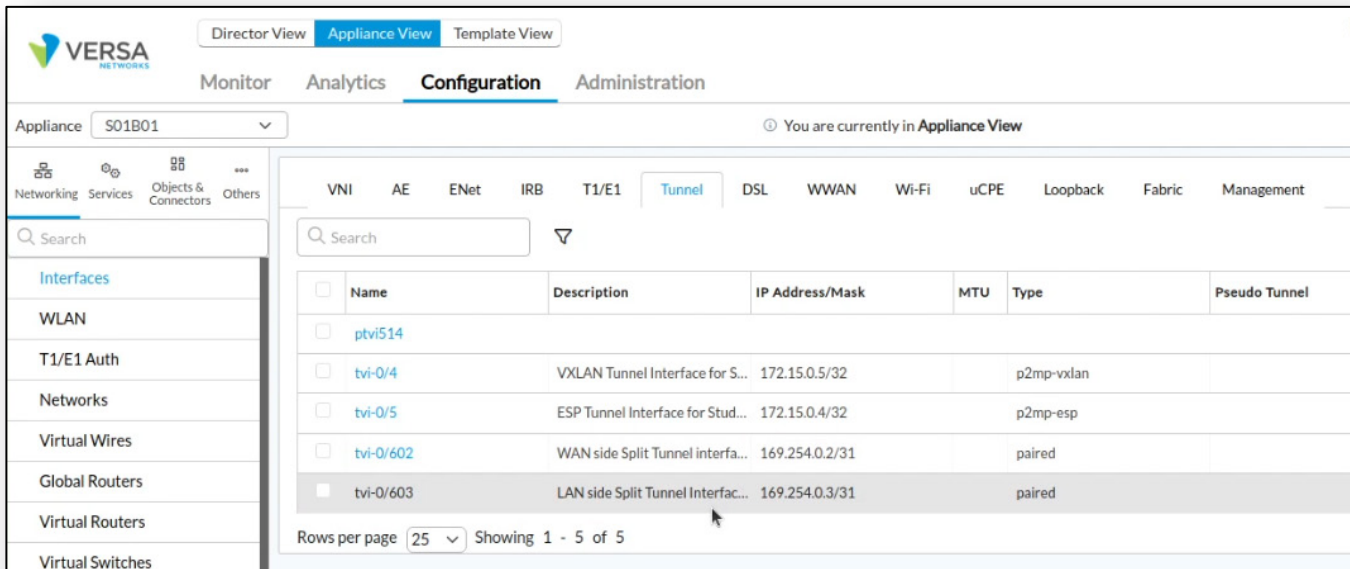 VERSA
NETWORKS
Director View Appliance View Template View
Monitor Analytics Configuration Administration
Appliance S01B01
You are currently in Appliance View
Networking Services Objects & Connectors Others
Search
Interfaces
WLAN
T1/E1 Auth
Networks
Virtual Wires
Global Routers
Virtual Routers
Virtual Switches
VNI AE ENet IRB T1/E1 Tunnel DSL WWAN Wi-Fi uCPE Loopback Fabric Management
Search
Name Description IP Address/Mask MTU Type Pseudo Tunnel
ptvi514
tvi-0/4 VXLAN Tunnel Interface for S... 172.15.0.5/32 p2mp-vxlan
tvi-0/5 ESP Tunnel Interface for Stud... 172.15.0.4/32 p2mp-esp
tvi-0/602 WAN side Split Tunnel interfa... 169.254.0.2/31 paired
tvi-0/603 LAN side Split Tunnel Interfac... 169.254.0.3/31 paired
Rows per page 25 Showing 1 - 5 of 5